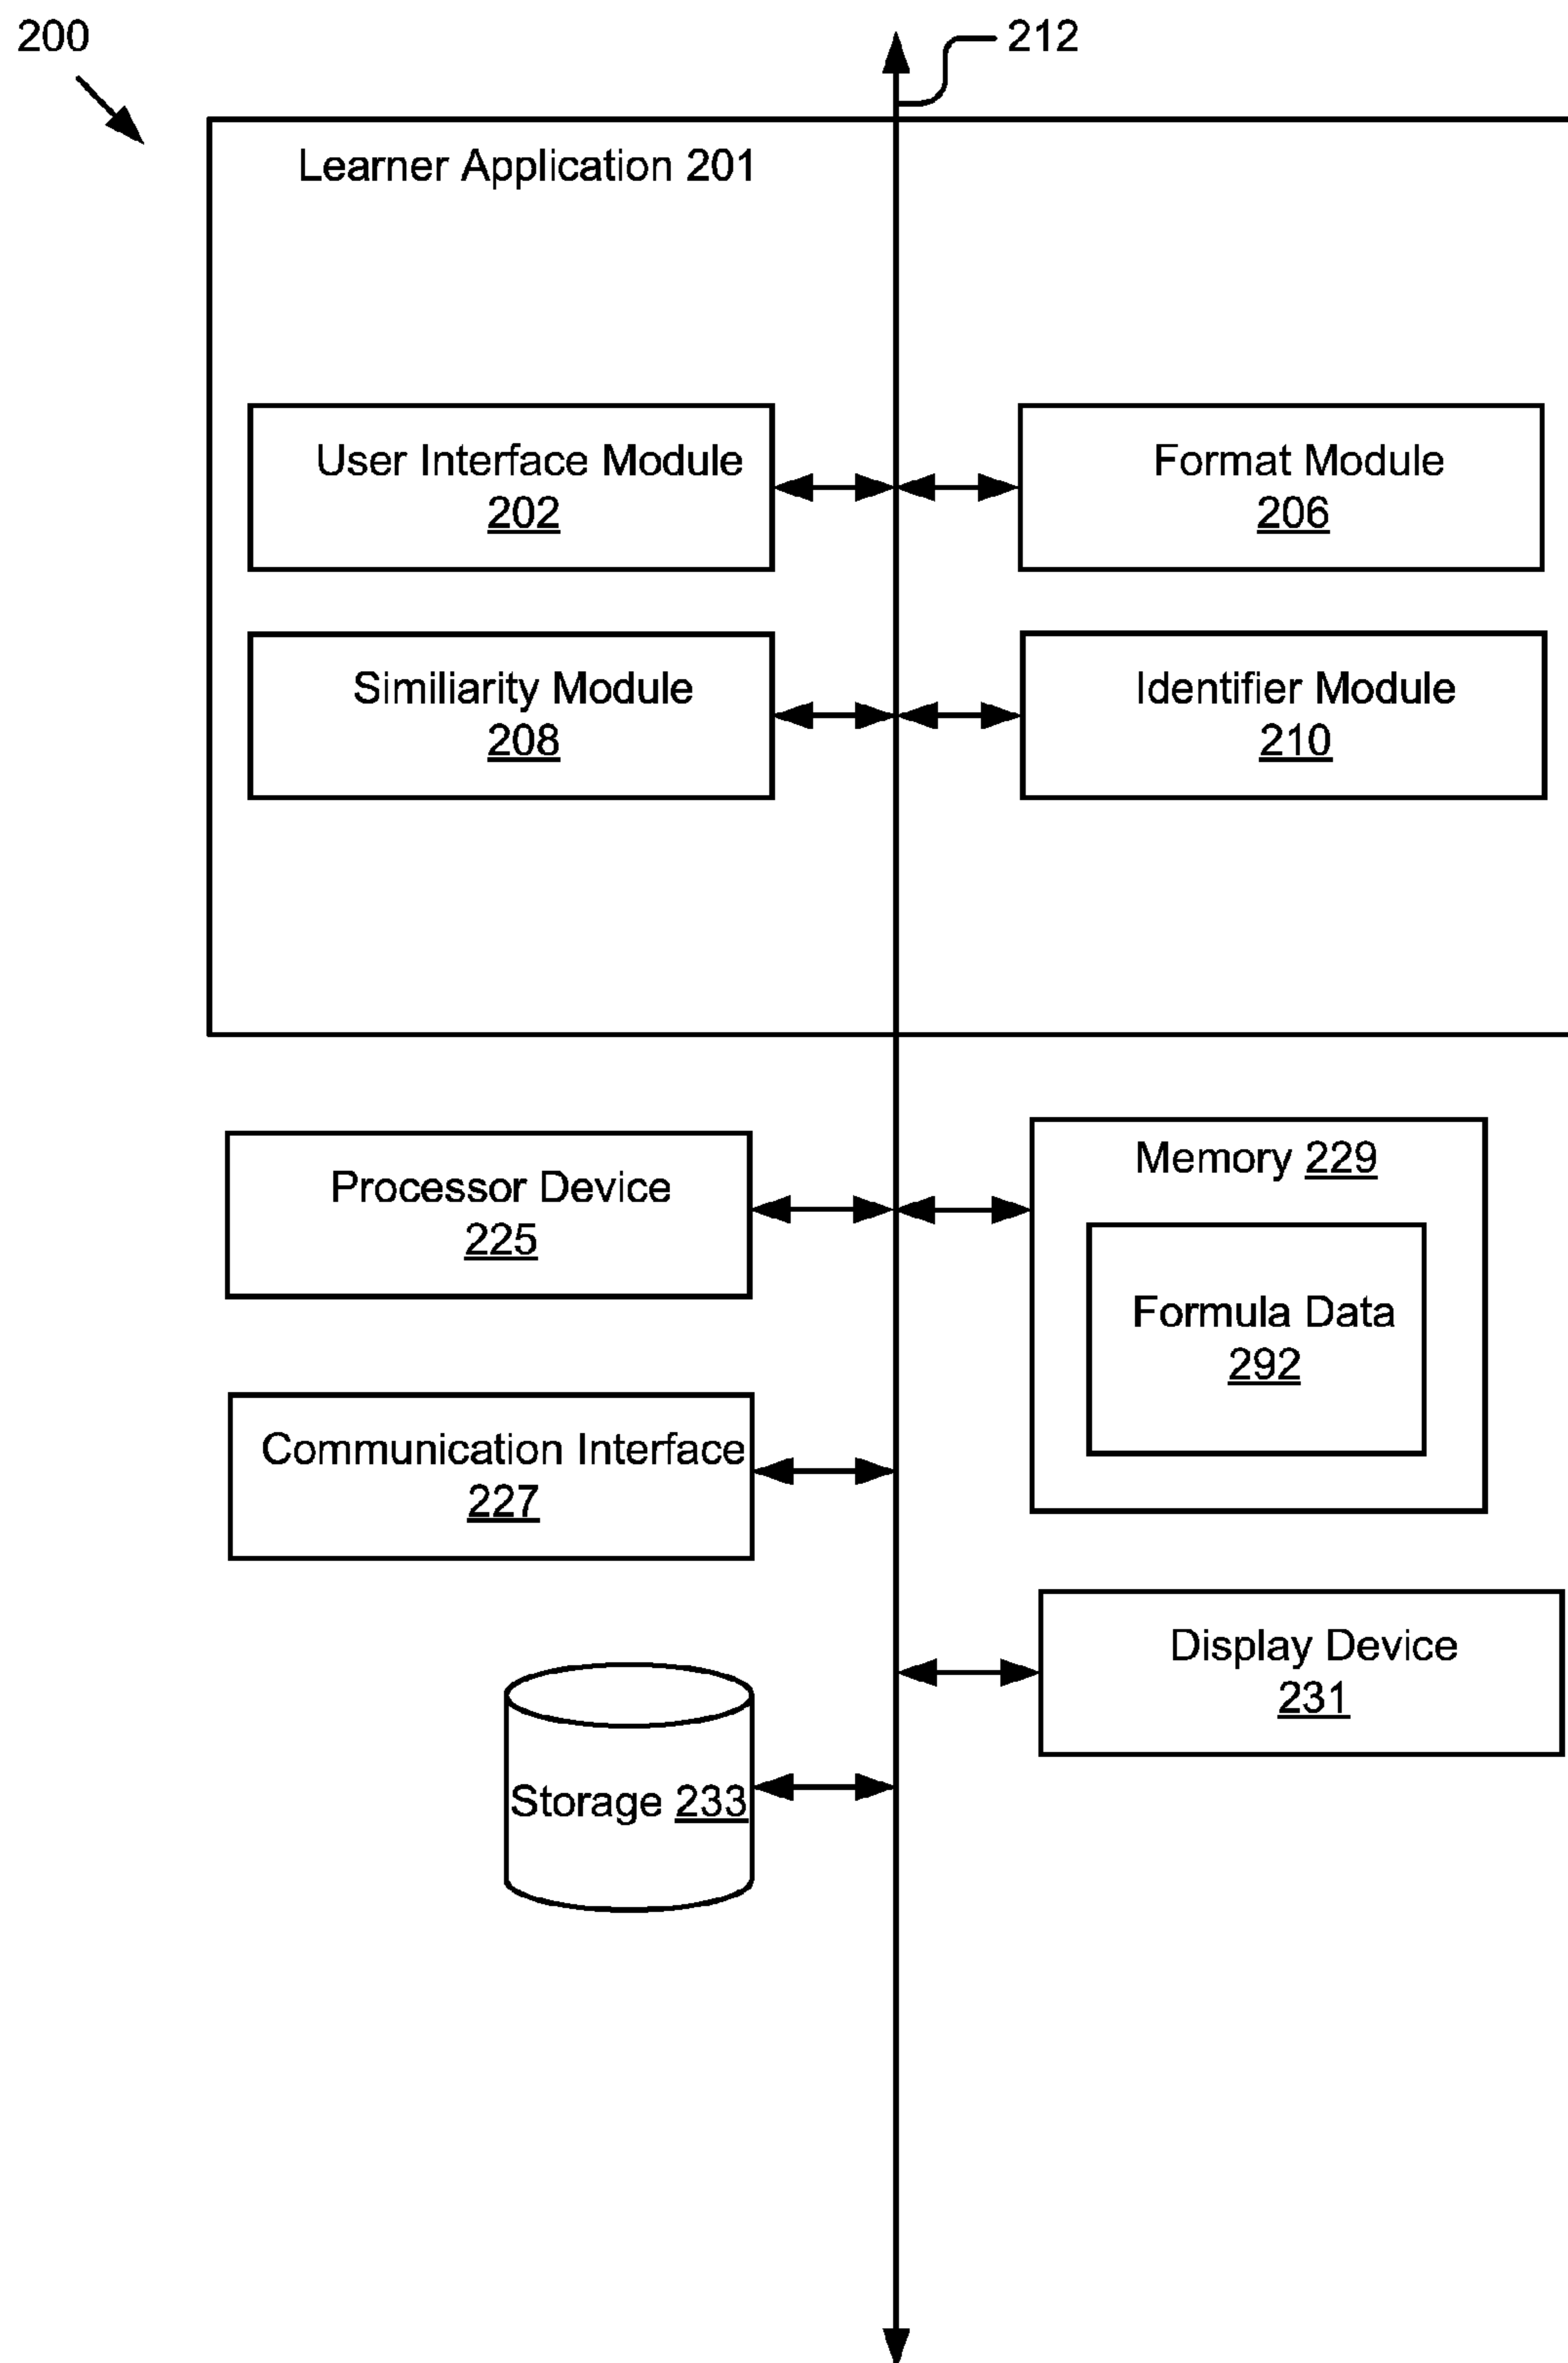 200
212
Learner Application 201
User Interface Module
202
Format Module
206
Similiarity Module
208
Identifier Module
210
Processor Device
225
Memory 229
Formula Data
292
Communication Interface
227
Display Device
231
Storage 233